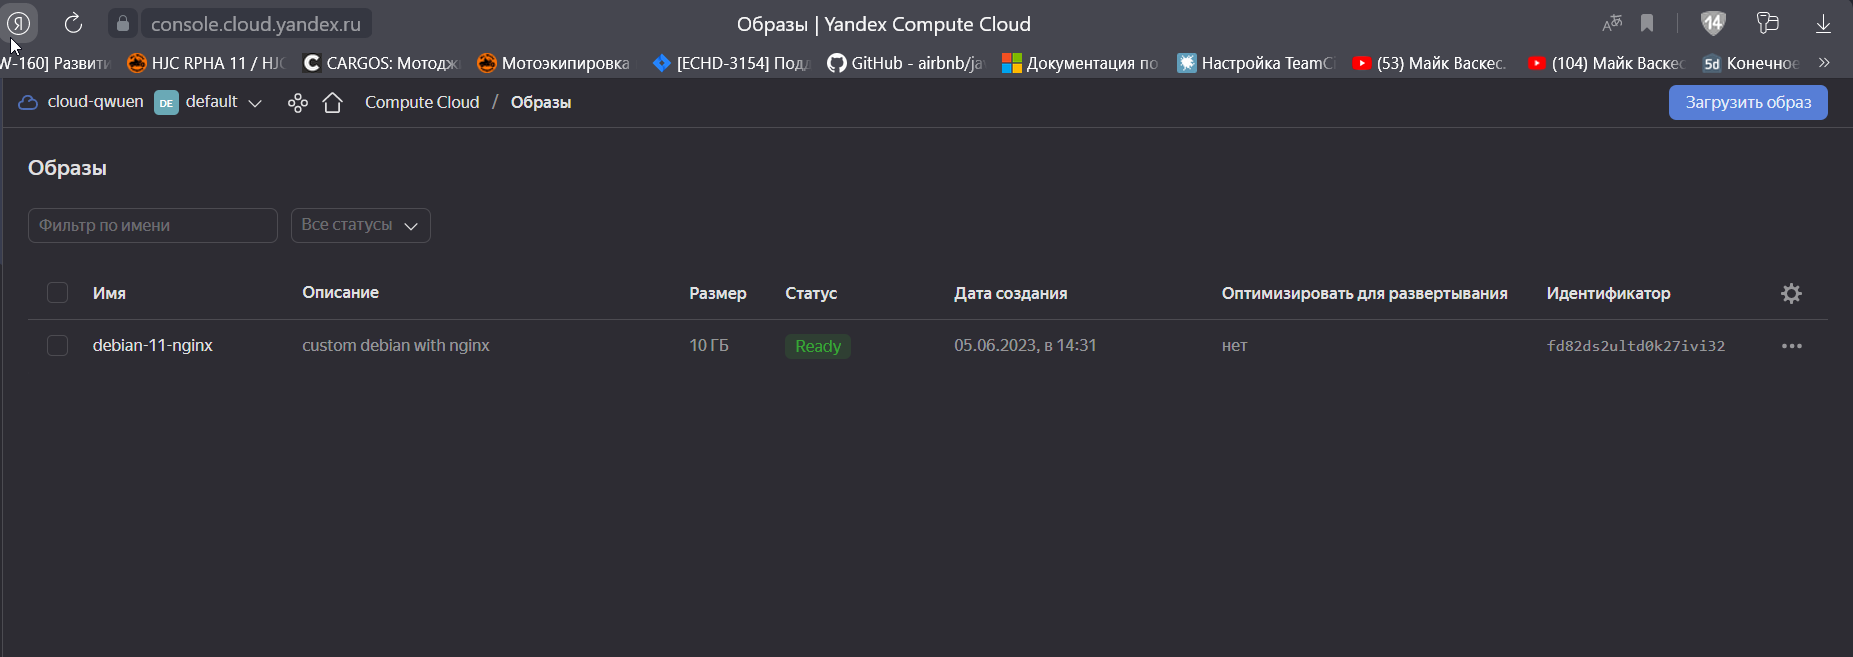 Я console.cloud.yandex.ru Образы | Yandex Compute Cloud 14
W-160] Развити HJC RPHA 11 / HJC CARGOS: Мотодж Мотоэкипировка [ECHD-3154] Подд GitHub - airbnb/ja Документация по Настройка TeamCi (53) Майк Васкес. (104) Майк Васкес 5d Конечное »
cloud-qwuen DE default Compute Cloud / Образы Загрузить образ
Образы
Фильтр по имени Все статусы
Имя Описание Размер Статус Дата создания Оптимизировать для развертывания Идентификатор
debian-11-nginx custom debian with nginx 10 ГБ Ready 05.06.2023, в 14:31 нет fd82ds2ultd0k27ivi32